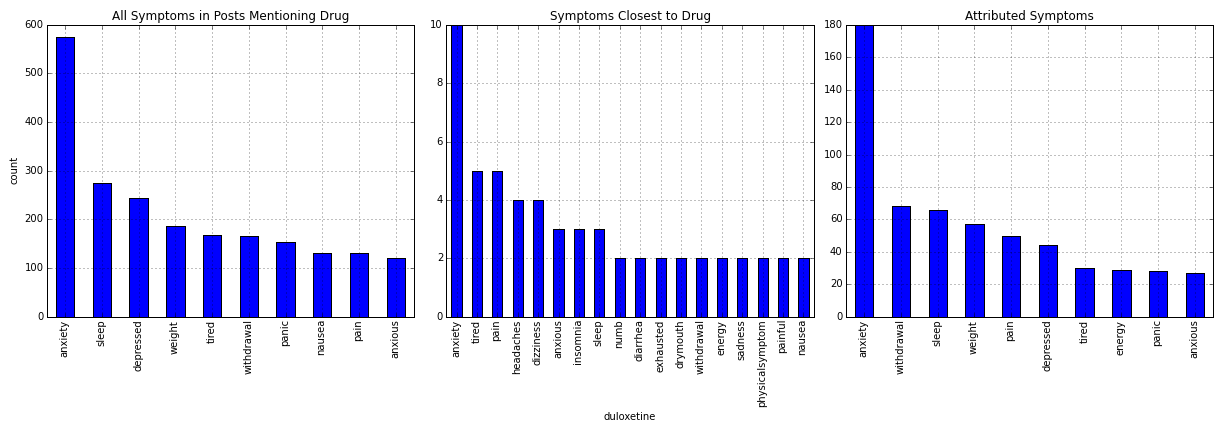 All Symptoms in Posts Mentioning Drug
600
500
400
300
200
100
0
count
anxiety
sleep
depressed
weight
tired
withdrawal
panic
nausea
pain
anxious
Symptoms Closest to Drug
10
8
6
4
2
0
anxiety
tired
pain
headaches
dizziness
anxious
insomnia
sleep
numb
diarrhea
exhausted
drymouth
withdrawal
energy
sadness
physicalsymptom
painful
nausea
duloxetine
Attributed Symptoms
180
160
140
120
100
80
60
40
20
0
anxiety
withdrawal
sleep
weight
pain
depressed
tired
energy
panic
anxious